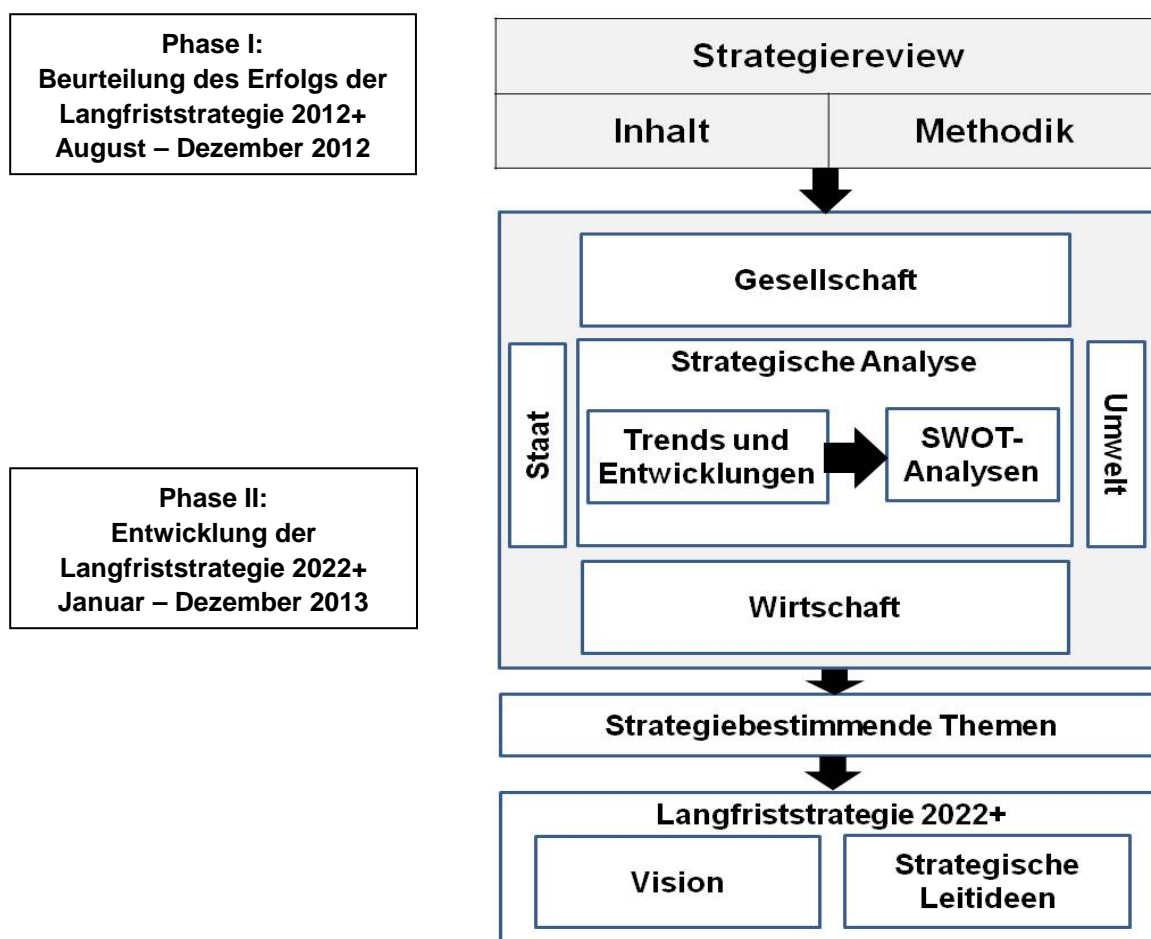 Phase I:
Beurteilung des Erfolgs der
Langfriststrategie 2012+
August – Dezember 2012
Strategiereview
Inhalt
Methodik
Gesellschaft
Staat
Strategische Analyse
Trends und
Entwicklungen
SWOT-
Analysen
Umwelt
Phase II:
Entwicklung der
Langfriststrategie 2022+
Januar – Dezember 2013
Wirtschaft
Strategiebestimmende Themen
Langfriststrategie 2022+
Vision
Strategische
Leitideen